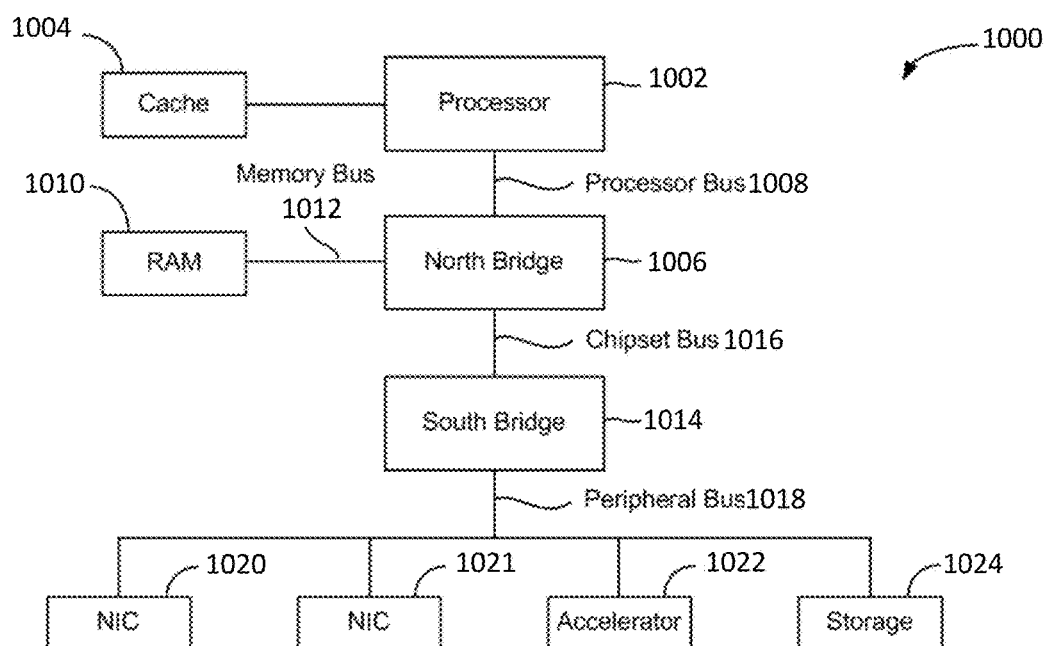 1004
1000
Cache
Processor
1002
1010
Memory Bus
1012
Processor Bus 1008
RAM
North Bridge
1006
Chipset Bus 1016
South Bridge
1014
Peripheral Bus 1018
1020
1021
1022
1024
NIC
NIC
Accelerator
Storage